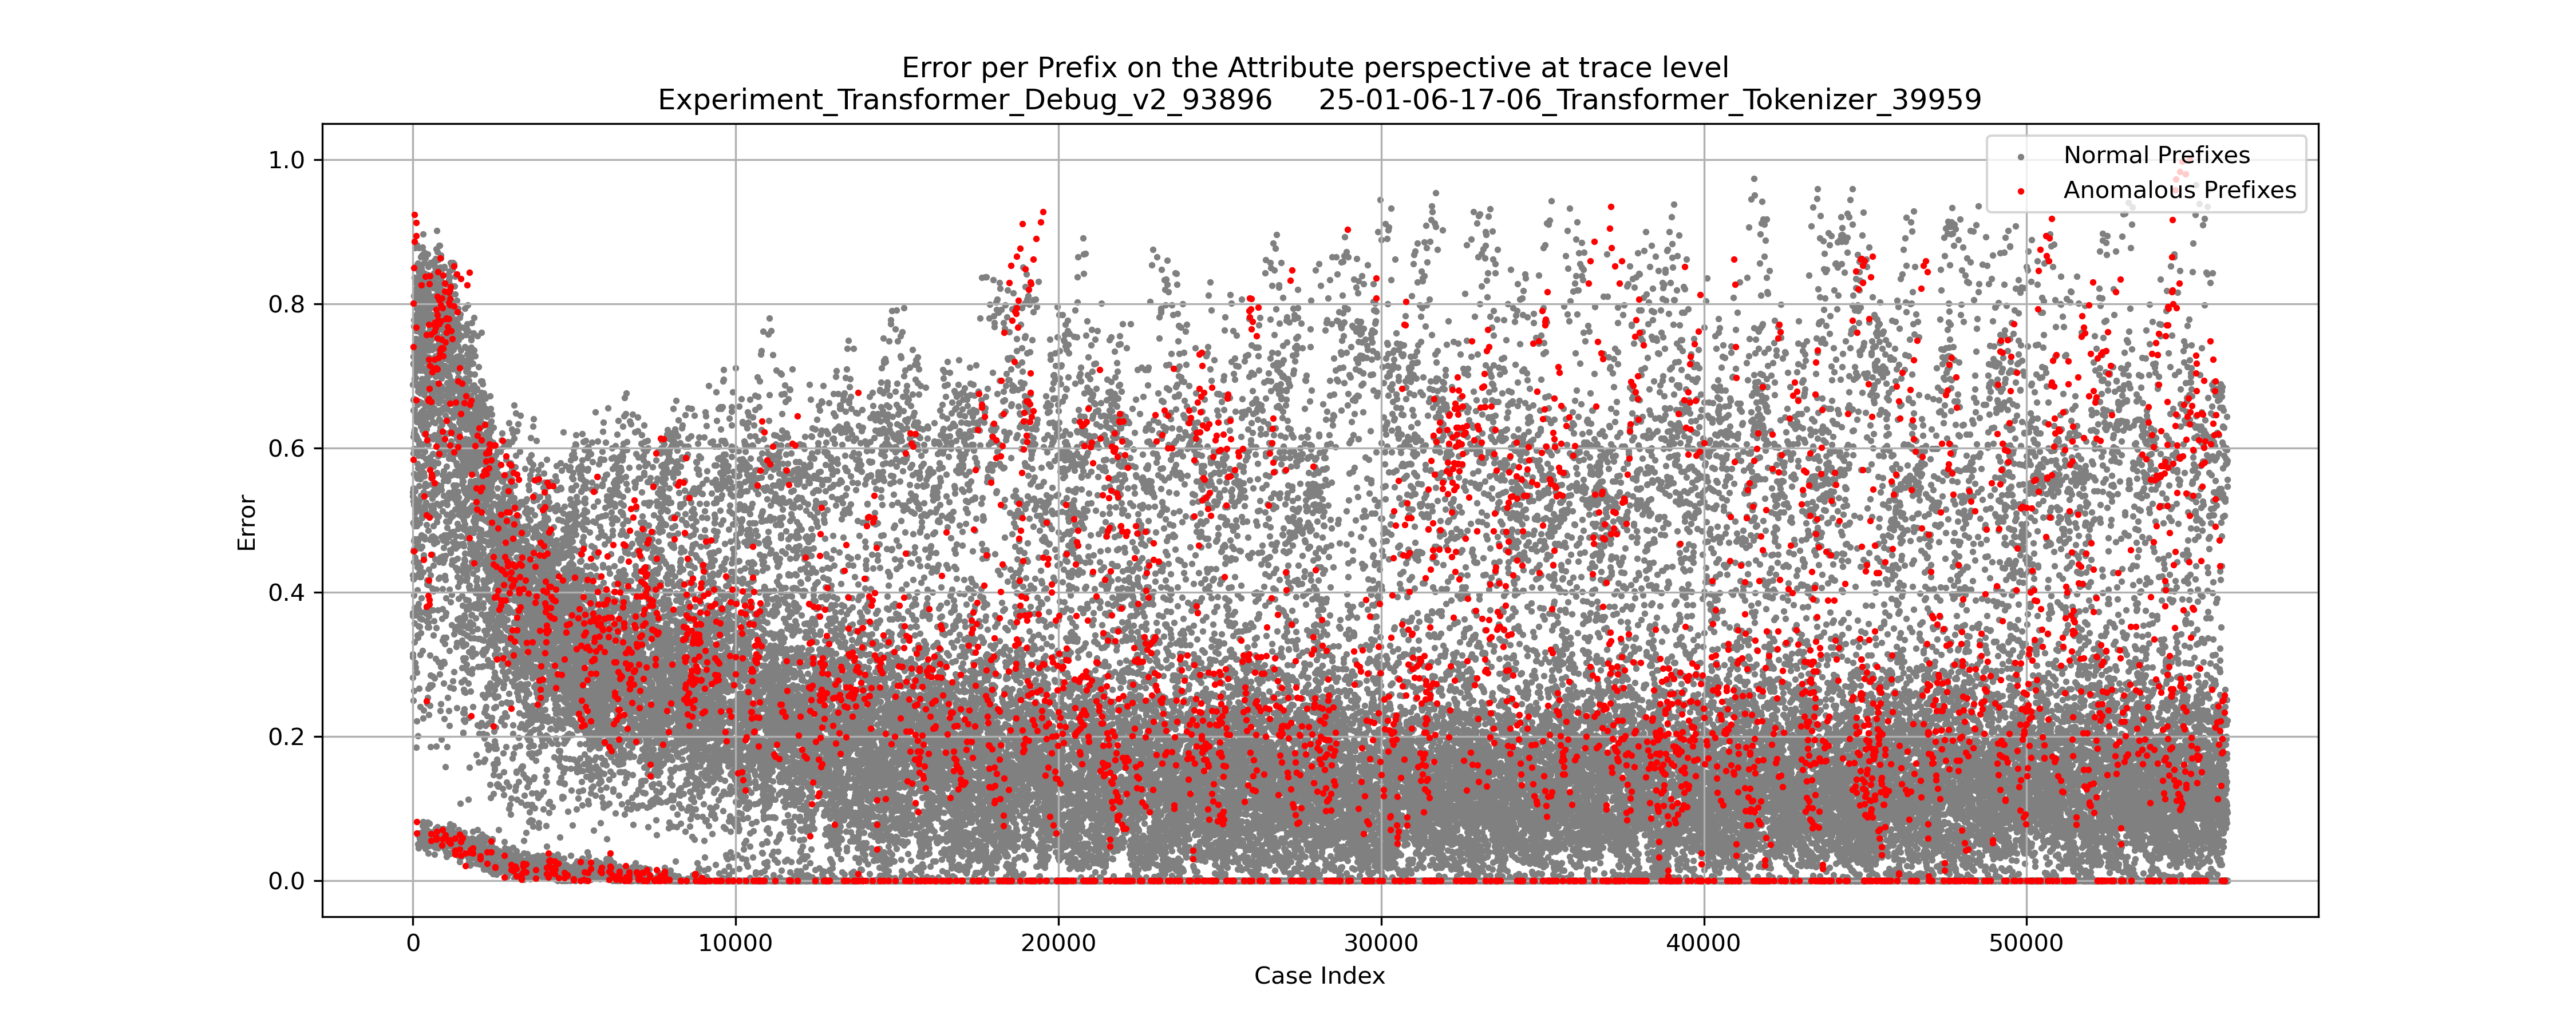 Error per Prefix on the Attribute perspective at trace level
Experiment_Transformer_Debug_v2_93896 25-01-06-17-06_Transformer_Tokenizer_39959
Normal Prefixes
Anomalous Prefixes
1.0
0.8
0.6
0.4
0.2
0.0
Error
0 10000 20000 30000 40000 50000
Case Index